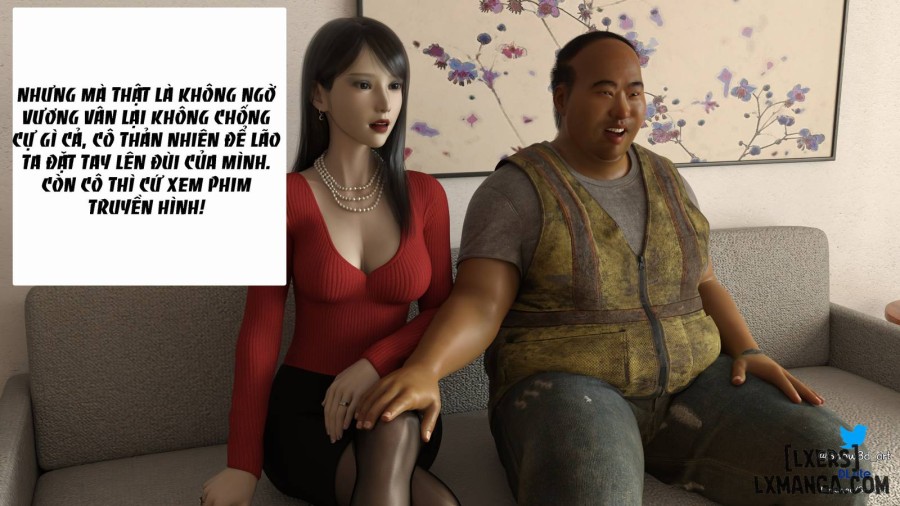 NHƯNG MÀ THẬT LÀ KHÔNG NGỜ
VƯƠNG VÂN LẠI KHÔNG CHỐNG
CỰ GÌ CẢ, CÔ THẢN NHIÊN ĐỂ LÃO
TA ĐẶT TAY LÊN ĐÙI CỦA MÌNH.
CÒN CÔ THÌ CỨ XEM PHIM
TRUYỀN HÌNH!
[LXERS]
LXMANGA.COM